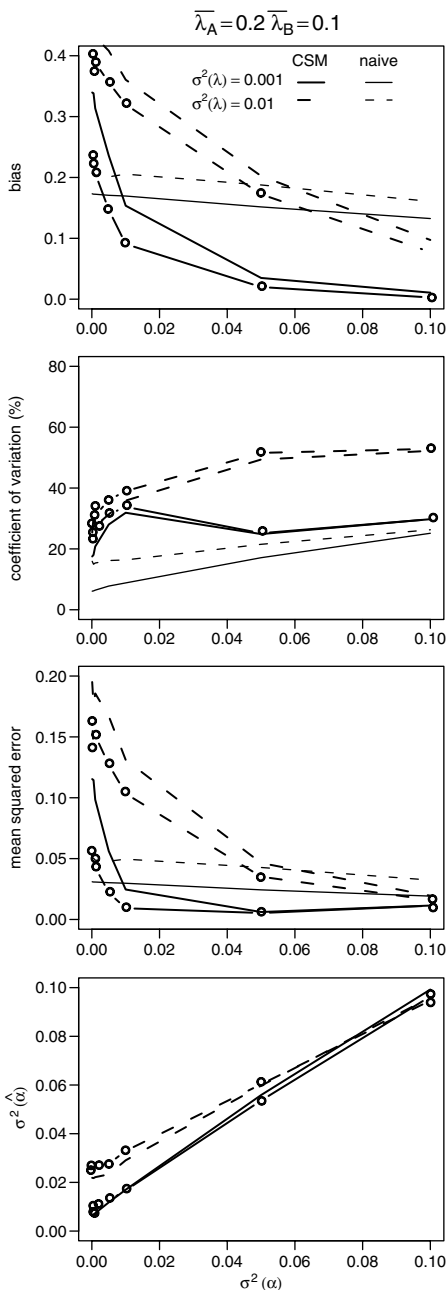 λ̅A̅=0.2 λ̅B̅=0.1
CSM naive
σ²(λ) = 0.001
σ²(λ) = 0.01
bias
0.4
0.3
0.2
0.1
0.0
0.00 0.02 0.04 0.06 0.08 0.10
coefficient of variation (%)
80
60
40
20
0
0.00 0.02 0.04 0.06 0.08 0.10
mean squared error
0.20
0.15
0.10
0.05
0.00
0.00 0.02 0.04 0.06 0.08 0.10
σ²(α̂)
0.10
0.08
0.06
0.04
0.02
0.00
0.00 0.02 0.04 0.06 0.08 0.10
σ²(α)